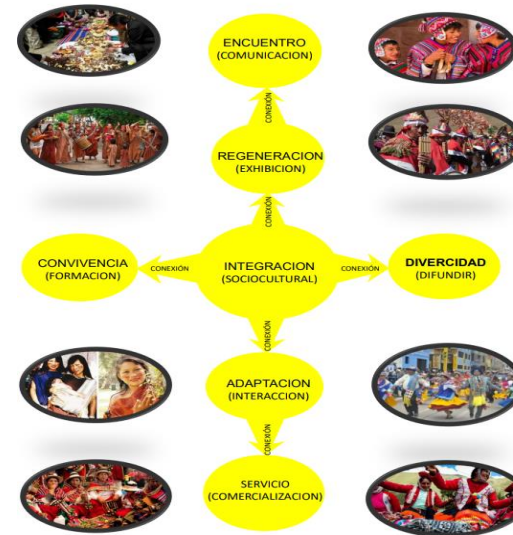 ENCUENTRO
(COMUNICACION)
CONEXIÓN
REGENERACION
(EXHIBICION)
CONEXIÓN
CONVIVENCIA
(FORMACION)
CONEXIÓN
INTEGRACION
(SOCIOCULTURAL)
CONEXIÓN
DIVERCIDAD
(DIFUNDIR)
CONEXIÓN
ADAPTACION
(INTERACCION)
CONEXIÓN
SERVICIO
(COMERCIALIZACION)